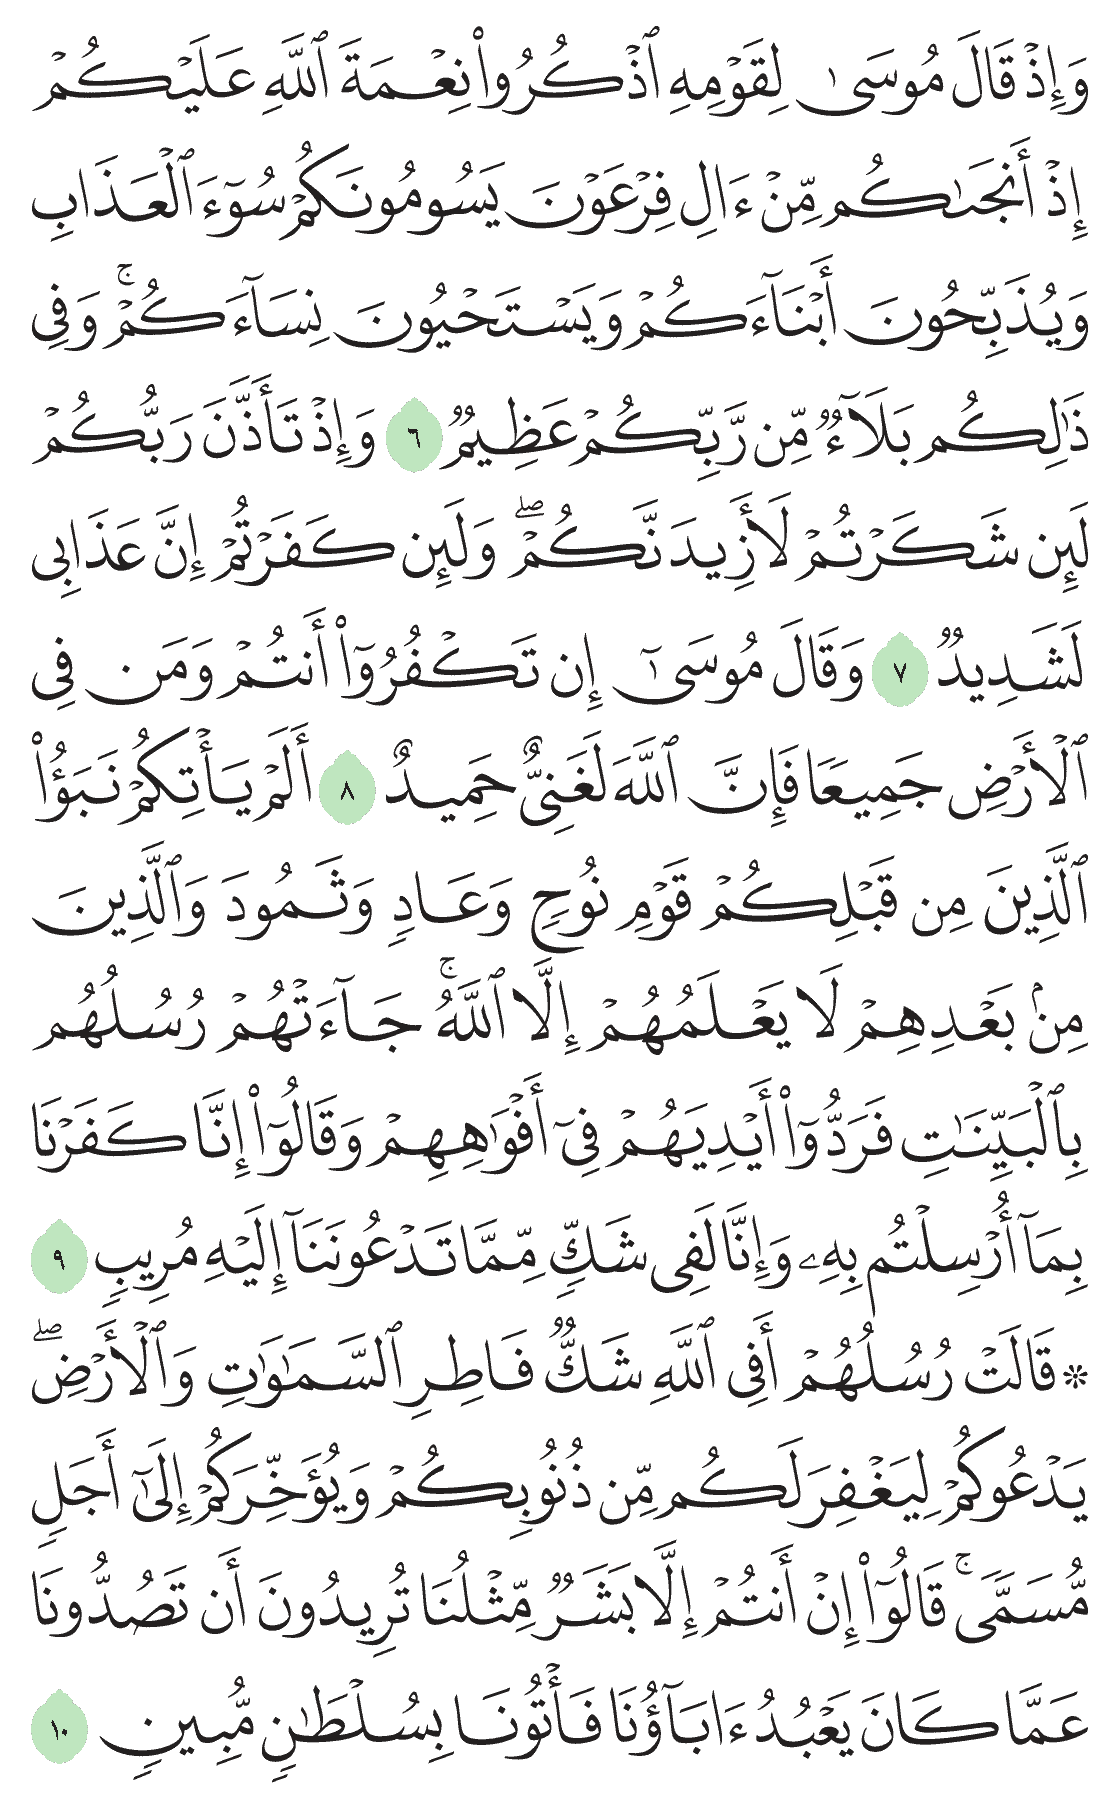 وَإِذْ قَالَ مُوسَىٰ لِقَوْمِهِ ٱذْكُرُوا۟ نِعْمَةَ ٱللَّهِ عَلَيْكُمْ
إِذْ أَنجَىٰكُم مِّنْ ءَالِ فِرْعَوْنَ يَسُومُونَكُمْ سُوٓءَ ٱلْعَذَابِ
وَيُذَبِّحُونَ أَبْنَآءَكُمْ وَيَسْتَحْيُونَ نِسَآءَكُمْ ۚ وَفِى
ذَٰلِكُم بَلَآءٌ مِّن رَّبِّكُمْ عَظِيمٌ ٦ وَإِذْ تَأَذَّنَ رَبُّكُمْ
لَئِن شَكَرْتُمْ لَأَزِيدَنَّكُمْ ۖ وَلَئِن كَفَرْتُمْ إِنَّ عَذَابِى
لَشَدِيدٌ ٧ وَقَالَ مُوسَىٰٓ إِن تَكْفُرُوٓا۟ أَنتُمْ وَمَن فِى
ٱلْأَرْضِ جَمِيعًا فَإِنَّ ٱللَّهَ لَغَنِىٌّ حَمِيدٌ ٨ أَلَمْ يَأْتِكُمْ نَبَؤُا۟
ٱلَّذِينَ مِن قَبْلِكُمْ قَوْمِ نُوحٍ وَعَادٍ وَثَمُودَ وَٱلَّذِينَ
مِنۢ بَعْدِهِمْ لَا يَعْلَمُهُمْ إِلَّا ٱللَّهُ ۚ جَآءَتْهُمْ رُسُلُهُم
بِٱلْبَيِّنَٰتِ فَرَدُّوٓا۟ أَيْدِيَهُمْ فِىٓ أَفْوَٰهِهِمْ وَقَالُوٓا۟ إِنَّا كَفَرْنَا
بِمَآ أُرْسِلْتُم بِهِۦ وَإِنَّا لَفِى شَكٍّ مِّمَّا تَدْعُونَنَآ إِلَيْهِ مُرِيبٍ ٩
۞ قَالَتْ رُسُلُهُمْ أَفِى ٱللَّهِ شَكٌّ فَاطِرِ ٱلسَّمَٰوَٰتِ وَٱلْأَرْضِ ۖ
يَدْعُوكُمْ لِيَغْفِرَ لَكُم مِّن ذُنُوبِكُمْ وَيُؤَخِّرَكُمْ إِلَىٰٓ أَجَلٍ
مُّسَمًّى ۚ قَالُوٓا۟ إِنْ أَنتُمْ إِلَّا بَشَرٌ مِّثْلُنَا تُرِيدُونَ أَن تَصُدُّونَا
عَمَّا كَانَ يَعْبُدُ ءَابَآؤُنَا فَأْتُونَا بِسُلْطَٰنٍ مُّبِينٍ ١٠